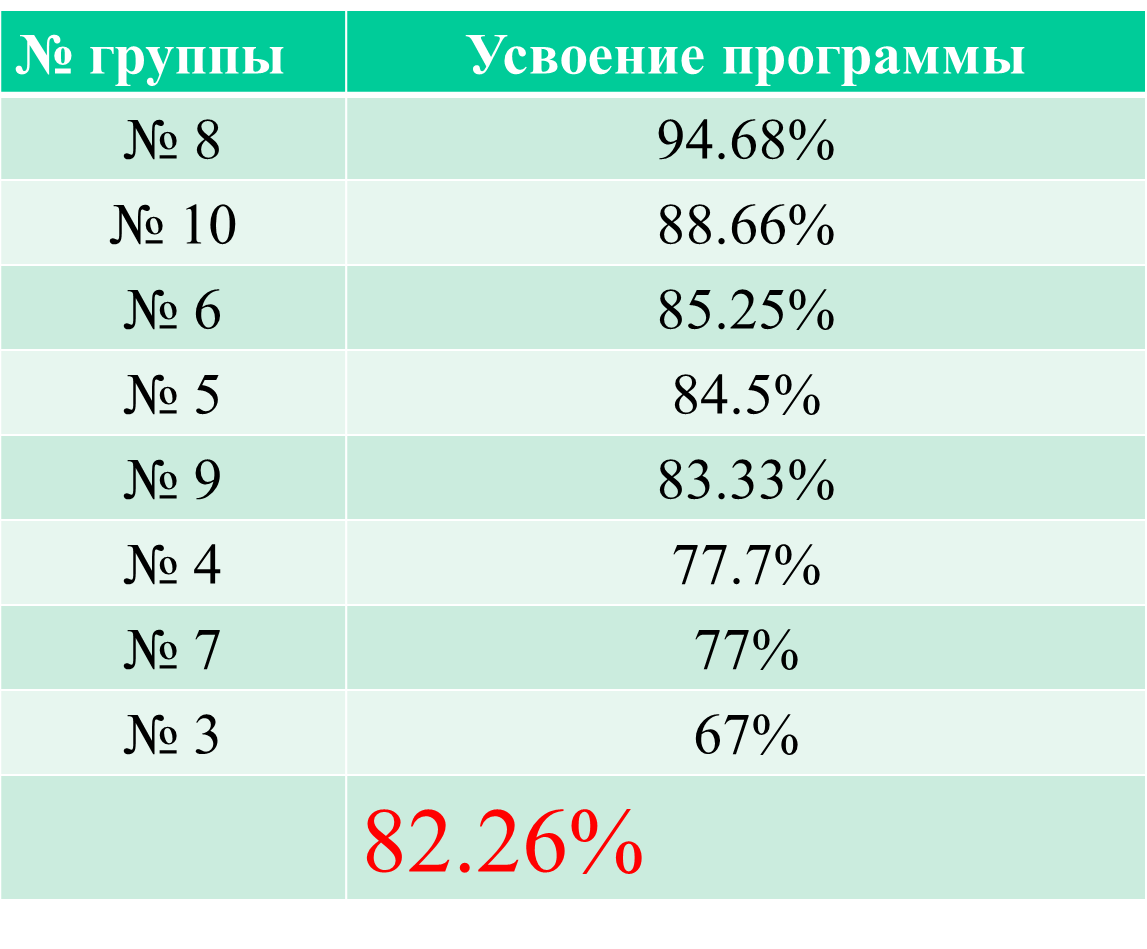 № группы Усвоение программы
№ 8 94.68%
№ 10 88.66%
№ 6 85.25%
№ 5 84.5%
№ 9 83.33%
№ 4 77.7%
№ 7 77%
№ 3 67%
82.26%